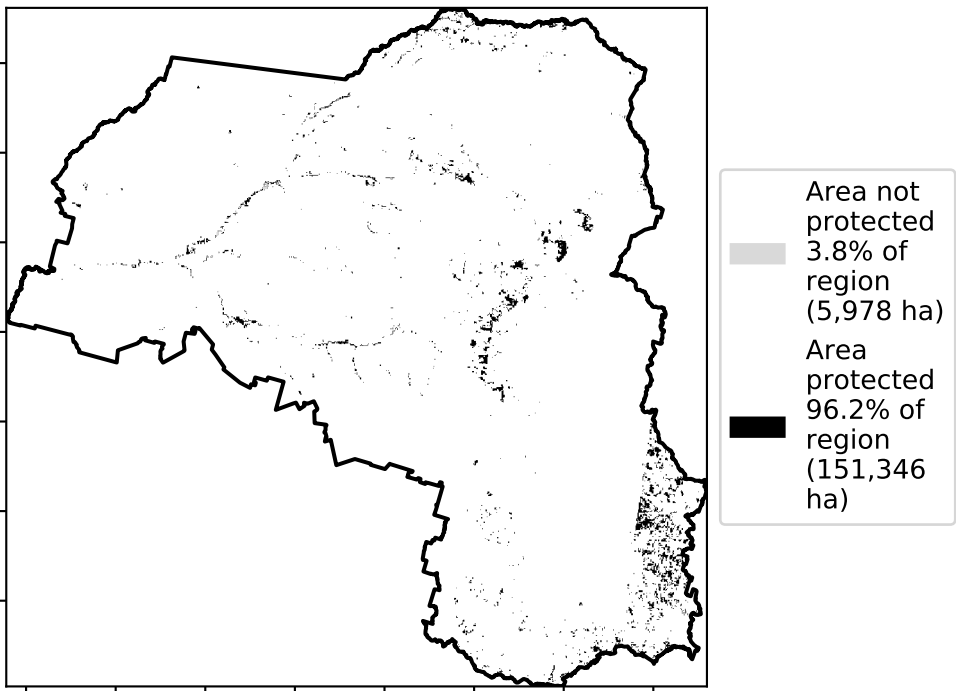 Area not
protected
3.8% of
region
(5,978 ha)
Area
protected
96.2% of
region
(151,346
ha)